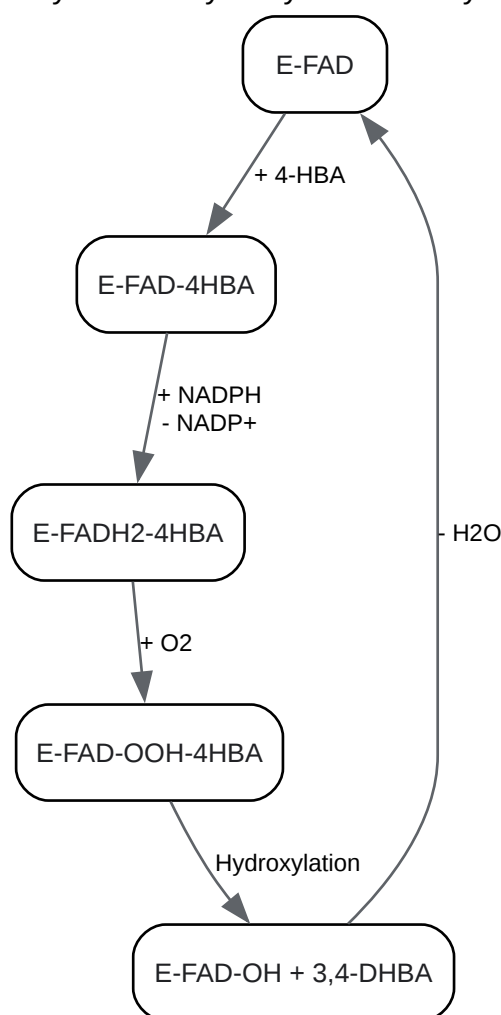 E-FAD
+ 4-HBA
E-FAD-4HBA
+ NADPH
- NADP+
E-FADH2-4HBA
- H2O
+ O2
E-FAD-OOH-4HBA
Hydroxylation
E-FAD-OH + 3,4-DHBA